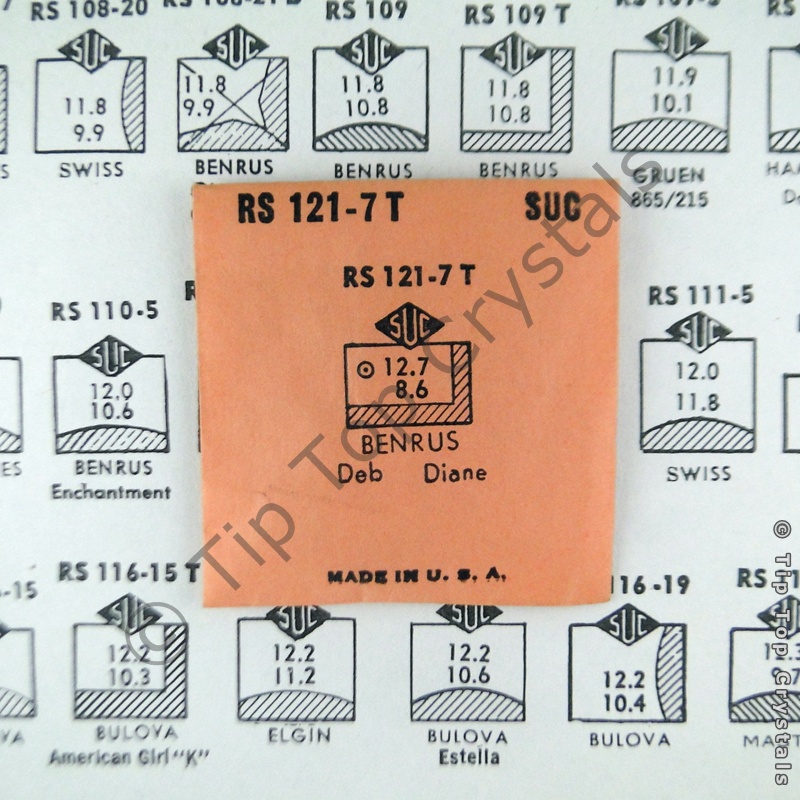 RS 108-20
RS 109
RS 109 T
SUC
SUC
SUC
SUC
SUC
11.8
9.9
11.8
9.9
11.8
10.8
11.8
10.8
11.9
10.1
SWISS
BENRUS
BENRUS
BENRUS
GRUEN
865/215
RS 121-7 T SUC
RS 121-7 T
SUC
12.7
8.6
BENRUS
Deb Diane
MADE IN U. S. A.
RS 110-5
SUC
12.0
10.6
BENRUS
Enchantment
RS 111-5
SUC
12.0
11.8
SWISS
RS 116-15 T
116-19
SUC
SUC
SUC
SUC
SUC
12.2
10.3
12.2
11.2
12.2
10.6
12.2
10.4
BULOVA
American Girl "K"
ELGIN
BULOVA
Estella
BULOVA
© Tip Top Crystals
© Tip Top Crystals